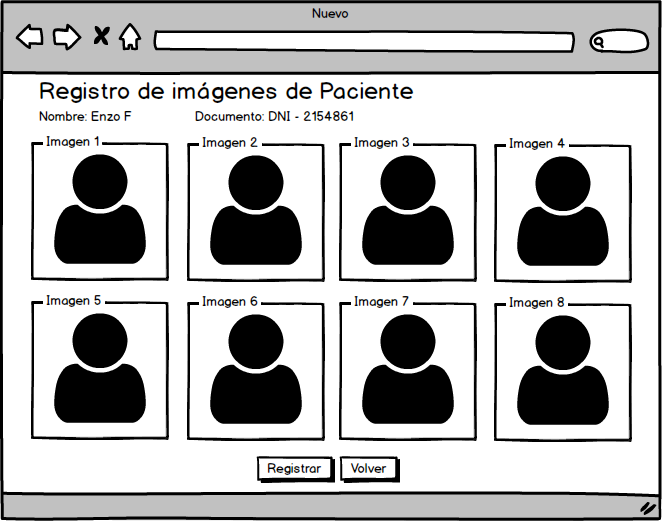 Nuevo
Registro de imágenes de Paciente
Nombre: Enzo F Documento: DNI - 2154861
Imagen 1 Imagen 2 Imagen 3 Imagen 4
Imagen 5 Imagen 6 Imagen 7 Imagen 8
Registrar Volver